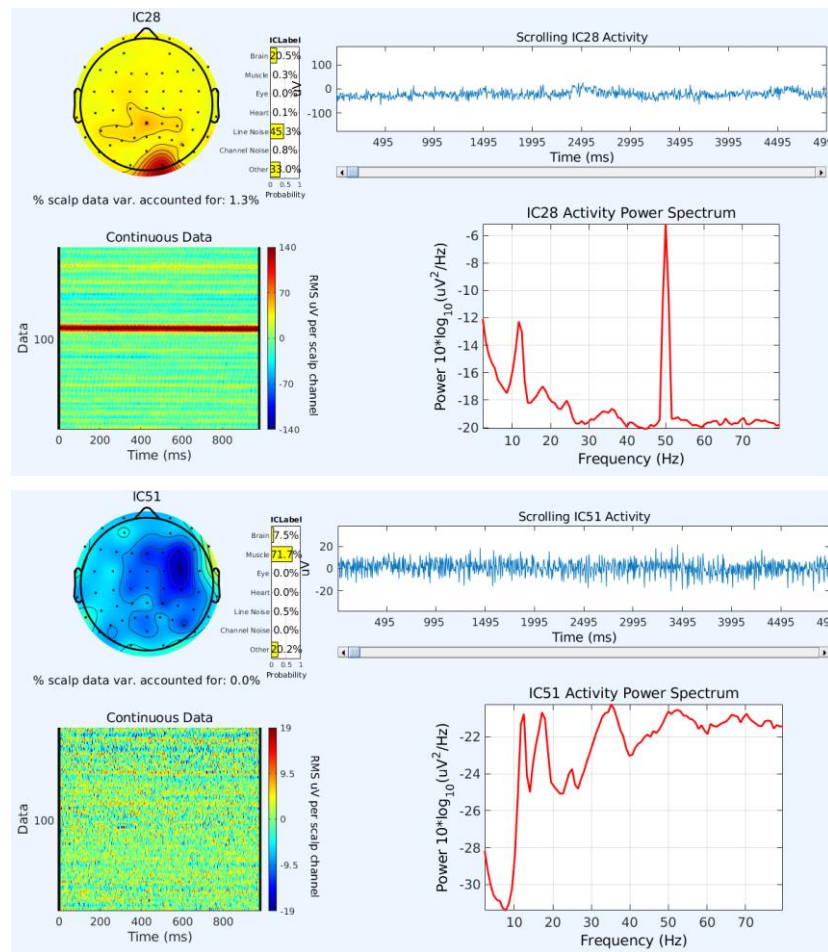 IC28
ICLabel
Brain 20.5%
Muscle 0.3%
Eye 0.0%
Heart 0.1%
Line Noise 45.3%
Channel Noise 0.8%
Other 33.0%
0 0.5 1
Probability
% scalp data var. accounted for: 1.3%
Scrolling IC28 Activity
uV
100
0
-100
495 995 1495 1995 2495 2995 3495 3995 4495 49
Time (ms)
Continuous Data
Data
100
0 200 400 600 800
Time (ms)
140
70
0
-70
-140
RMS uV per scalp channel
IC28 Activity Power Spectrum
Power 10*log10(uV2/Hz)
-6
-8
-10
-12
-14
-16
-18
-20
10 20 30 40 50 60 70
Frequency (Hz)
IC51
ICLabel
Brain 7.5%
Muscle 71.7%
Eye 0.0%
Heart 0.0%
Line Noise 0.5%
Channel Noise 0.0%
Other 20.2%
0 0.5 1
Probability
% scalp data var. accounted for: 0.0%
Scrolling IC51 Activity
uV
20
0
-20
495 995 1495 1995 2495 2995 3495 3995 4495 49
Time (ms)
Continuous Data
Data
100
0 200 400 600 800
Time (ms)
19
9.5
0
-9.5
-19
RMS uV per scalp channel
IC51 Activity Power Spectrum
Power 10*log10(uV2/Hz)
-22
-24
-26
-28
-30
10 20 30 40 50 60 70
Frequency (Hz)